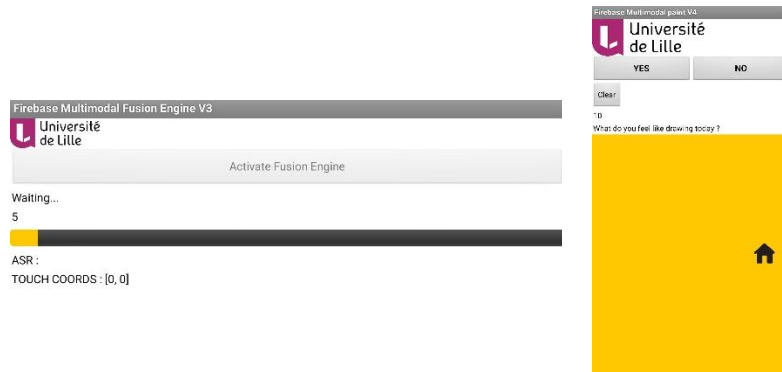 Firebase Multimodal Fusion Engine V3
Université
de Lille
Activate Fusion Engine
Waiting...
5
ASR :
TOUCH COORDS : [0, 0]
Firebase Multimodal paint V4
Université
de Lille
YES NO
Clear
10
What do you feel like drawing today ?